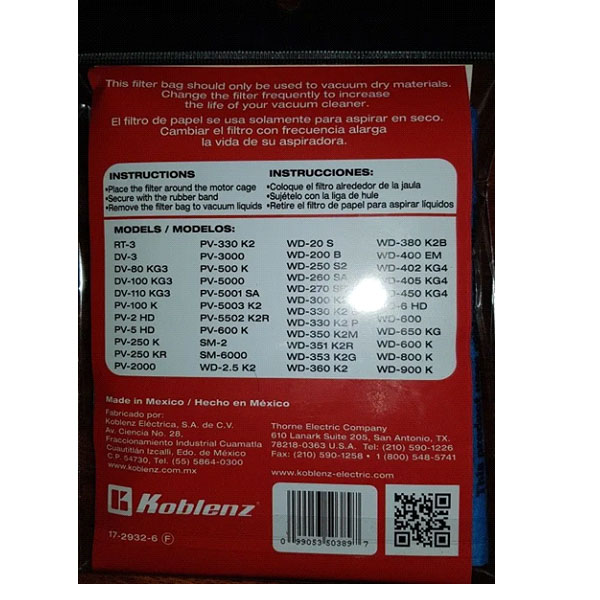 This filter bag should only be used to vacuum dry materials.
Change the filter frequently to increase
the life of your vacuum cleaner.
El filtro de papel se usa solamente para aspirar en seco.
Cambiar el filtro con frecuencia alarga
la vida de su aspiradora.
INSTRUCTIONS
•Place the filter around the motor cage
•Secure with the rubber band
•Remove the filter bag to vacuum liquids
INSTRUCCIONES:
•Coloque el filtro alrededor de la jaula
•Sujételo con la liga de hule
•Retire el filtro de papel para aspirar líquidos
MODELS / MODELOS:
RT-3
DV-3
DV-80 KG3
DV-100 KG3
DV-110 KG3
PV-100 K
PV-2 HD
PV-5 HD
PV-250 K
PV-250 KR
PV-2000
PV-330 K2
PV-3000
PV-500 K
PV-5000
PV-5001 SA
PV-5003 K2
PV-5502 K2R
PV-600 K
SM-2
SM-6000
WD-2.5 K2
WD-20 S
WD-200 B
WD-250 S2
WD-260
WD-270
WD-300
WD-330
WD-330 K2 P
WD-350 K2M
WD-351 K2R
WD-353 K2G
WD-360 K2
WD-380 K2B
WD-400 EM
WD-402 KG4
-405 KG4
-450 KG4
-6 HD
WD-600
WD-650 KG
WD-600 K
WD-800 K
WD-900 K
Made in Mexico / Hecho en México
Fabricado por:
Koblenz Eléctrica, S.A. de C.V.
Av. Ciencia No. 28,
Fraccionamiento Industrial Cuamatla
Cuautitlán Izcalli, Edo. de México
C.P. 54730, Tel. (55) 5864-0300
www.koblenz.com.mx
Thorne Electric Company
610 Lanark Suite 205, San Antonio, TX.
78218-0363 U.S.A. Tel: (210) 590-1226
Fax: (210) 590-1258 • 1 (800) 548-5741
www.koblenz-electric.com
Koblenz
17-2932-6 F
0 99053 50389 7